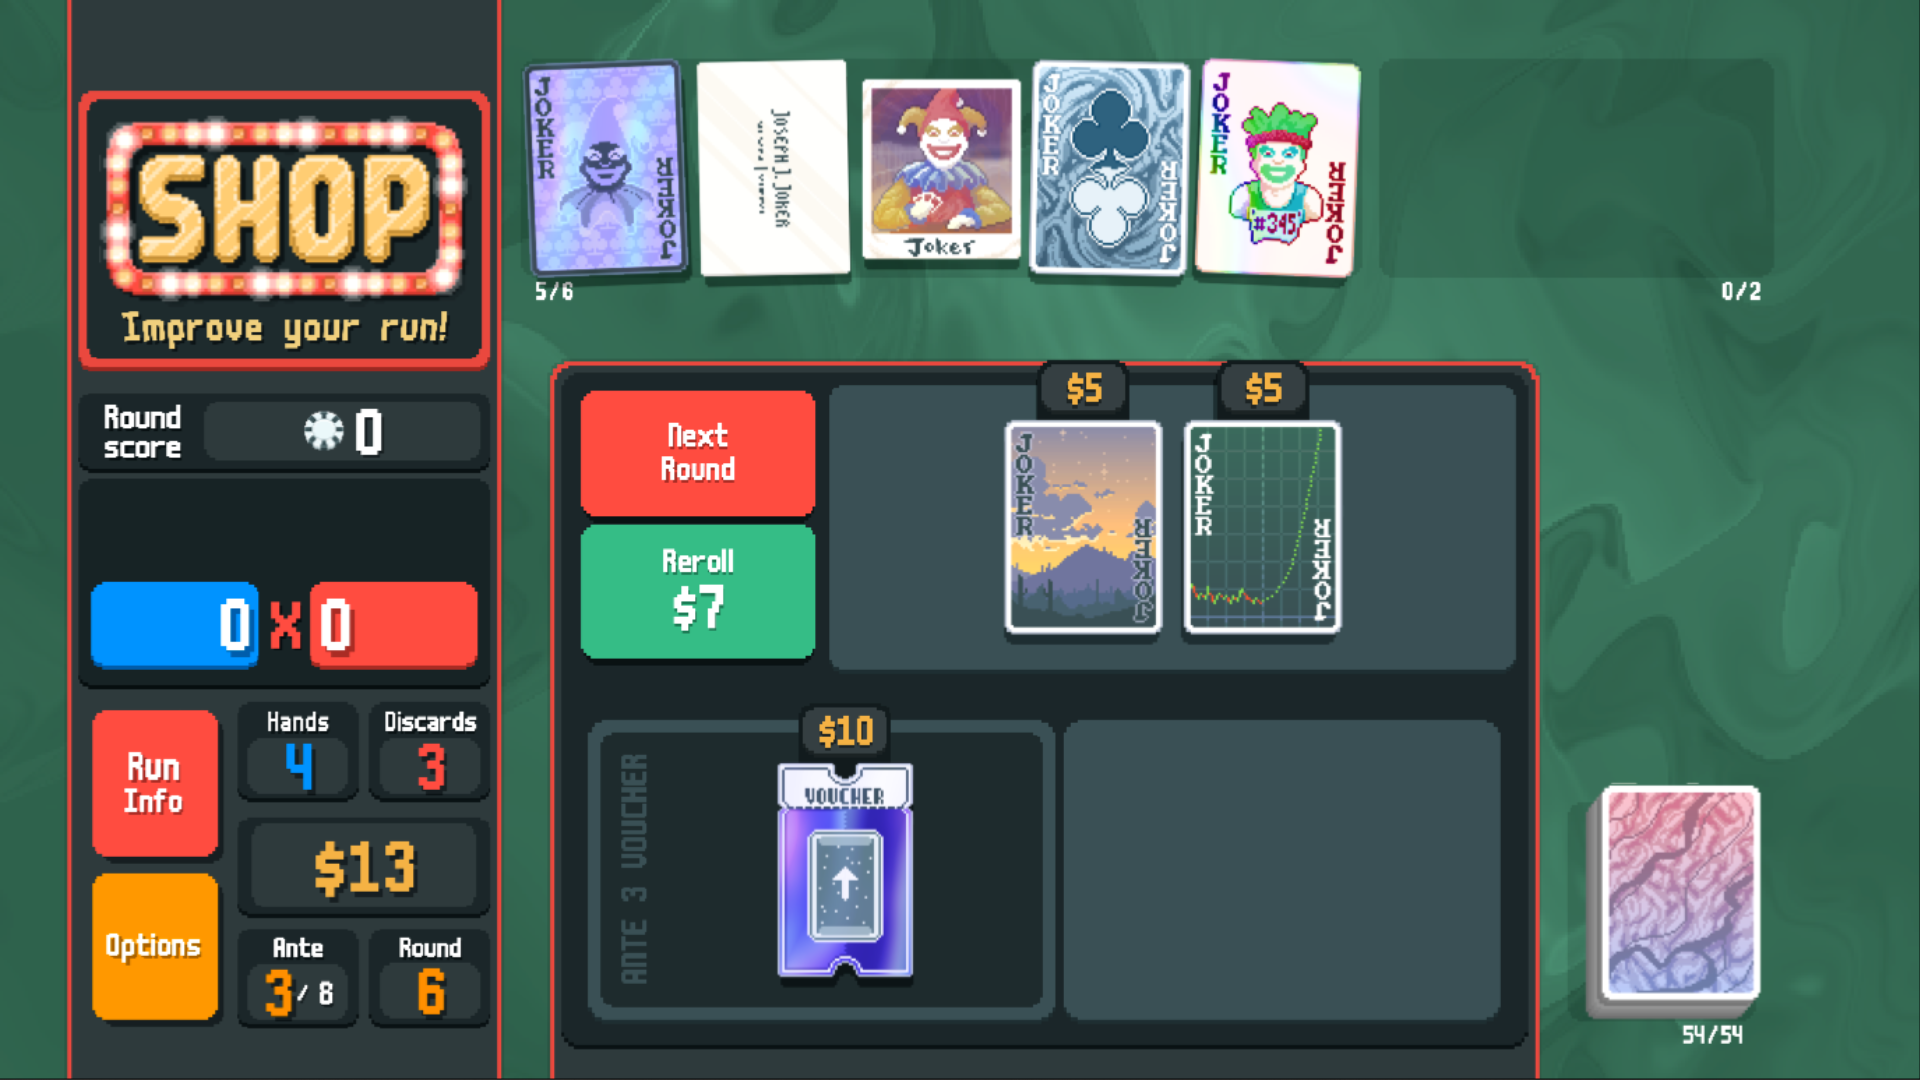 SHOP
Improve your run!
Round
score
0
0 X 0
Run
Info
Hands
4
Discards
3
$13
Options
Ante
3 / 8
Round
6
JOKER
JOKER
JOSEPH J. JOKER
Joker
JOKER
JOKER
JOKER
#345
JOKER
5/6
0/2
Next
Round
Reroll
$7
$5
JOKER
JOKER
$5
JOKER
JOKER
ANTE 3 VOUCHER
$10
VOUCHER
54/54